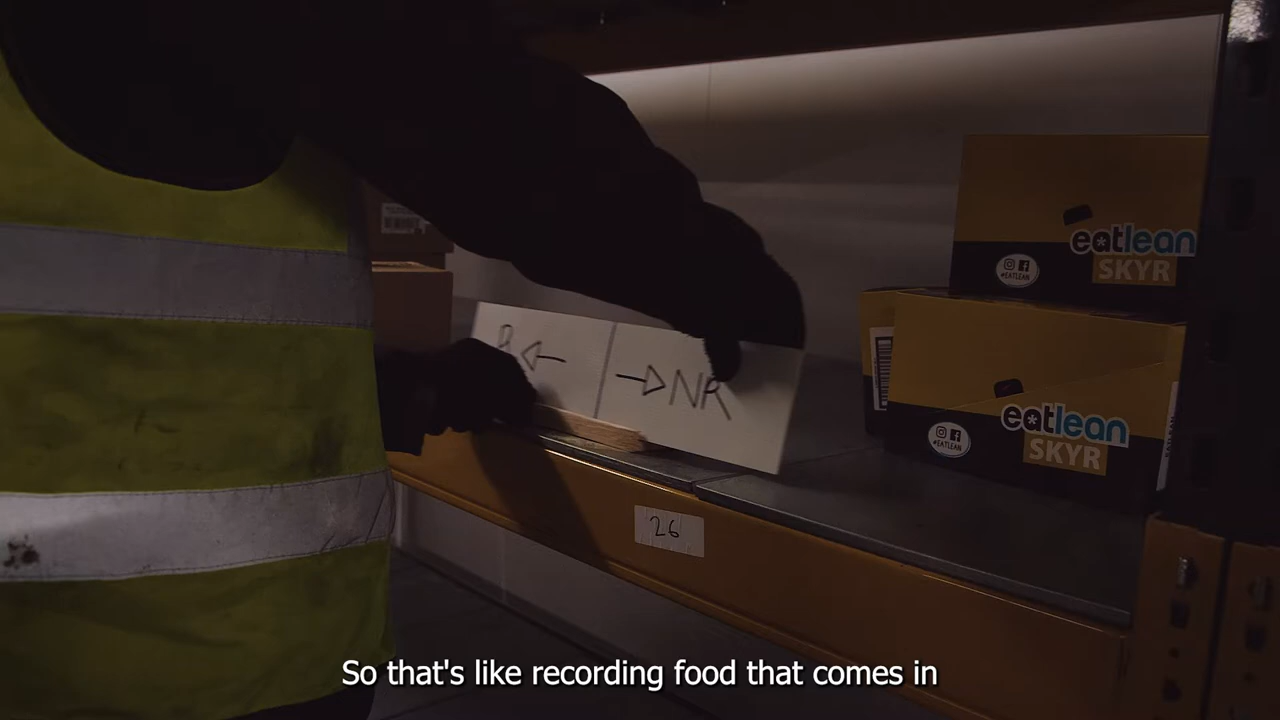 eatlean
SKYR
#EATLEAN
R ← | → NR
eatlean
SKYR
#EATLEAN
26
So that's like recording food that comes in